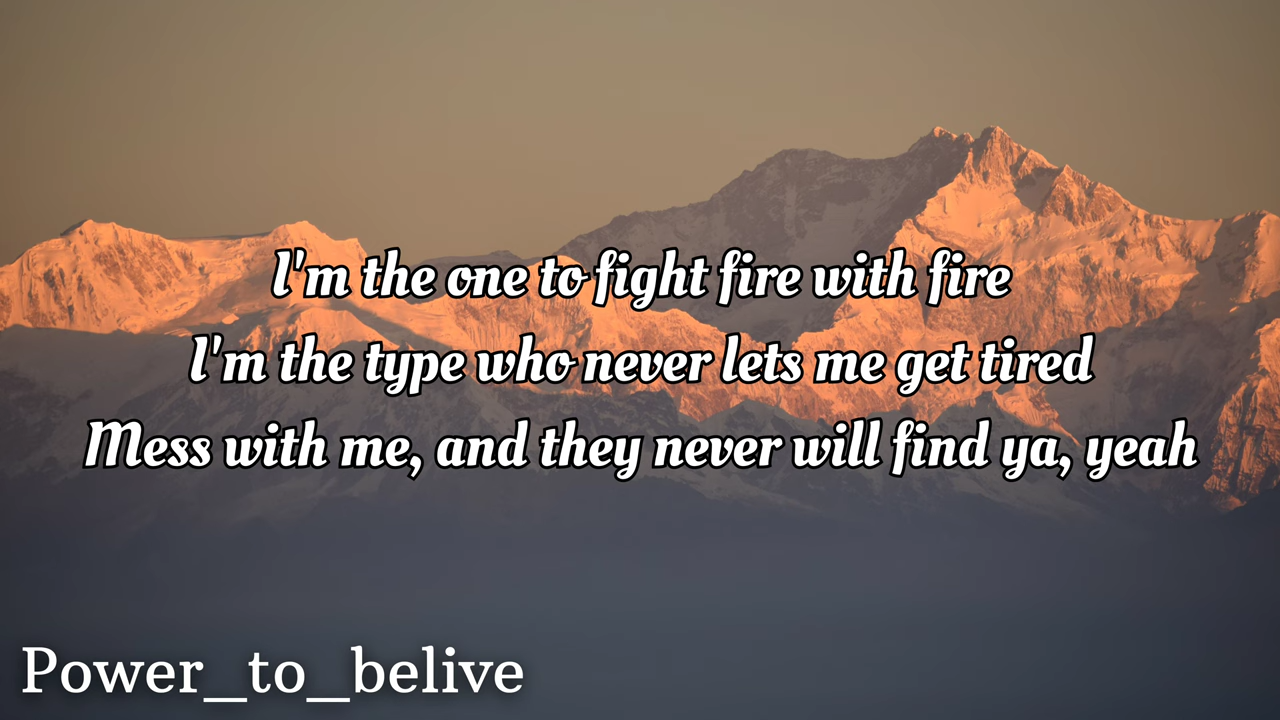 I'm the one to fight fire with fire
I'm the type who never lets me get tired
Mess with me, and they never will find ya, yeah
Power_to_belive